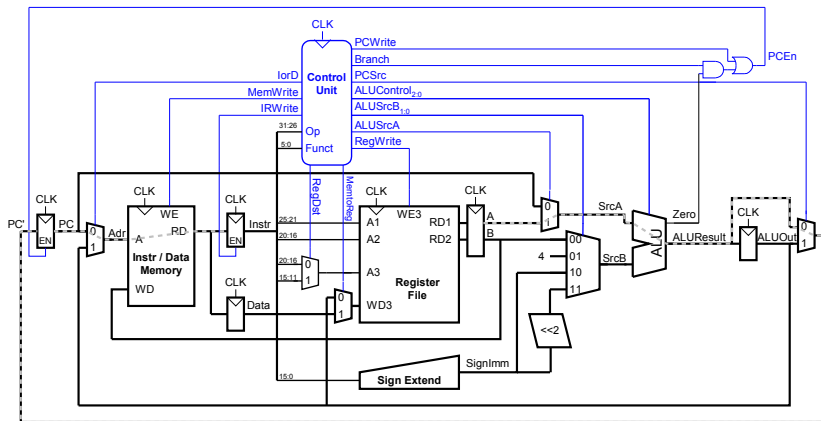 CLK
PCWrite
Branch
PCEn
IorD
Control
Unit
PCSrc
MemWrite
ALUControl2:0
IRWrite
ALUSrcB1:0
31:26
Op
ALUSrcA
5:0
Funct
RegWrite
RegDst
MemtoReg
CLK
CLK
CLK
CLK
CLK
CLK
PC'
PC
EN
0
1
Adr
A
RD
WE
Instr / Data
Memory
WD
EN
Instr
CLK
Data
25:21
20:16
20:16
15:11
0
1
0
1
A1
A2
A3
WD3
WE3
RD1
RD2
Register
File
A
B
0
1
SrcA
4
00
01
10
11
SrcB
<<2
ALU
Zero
ALUResult
CLK
ALUOut
0
1
SignImm
15:0
Sign Extend